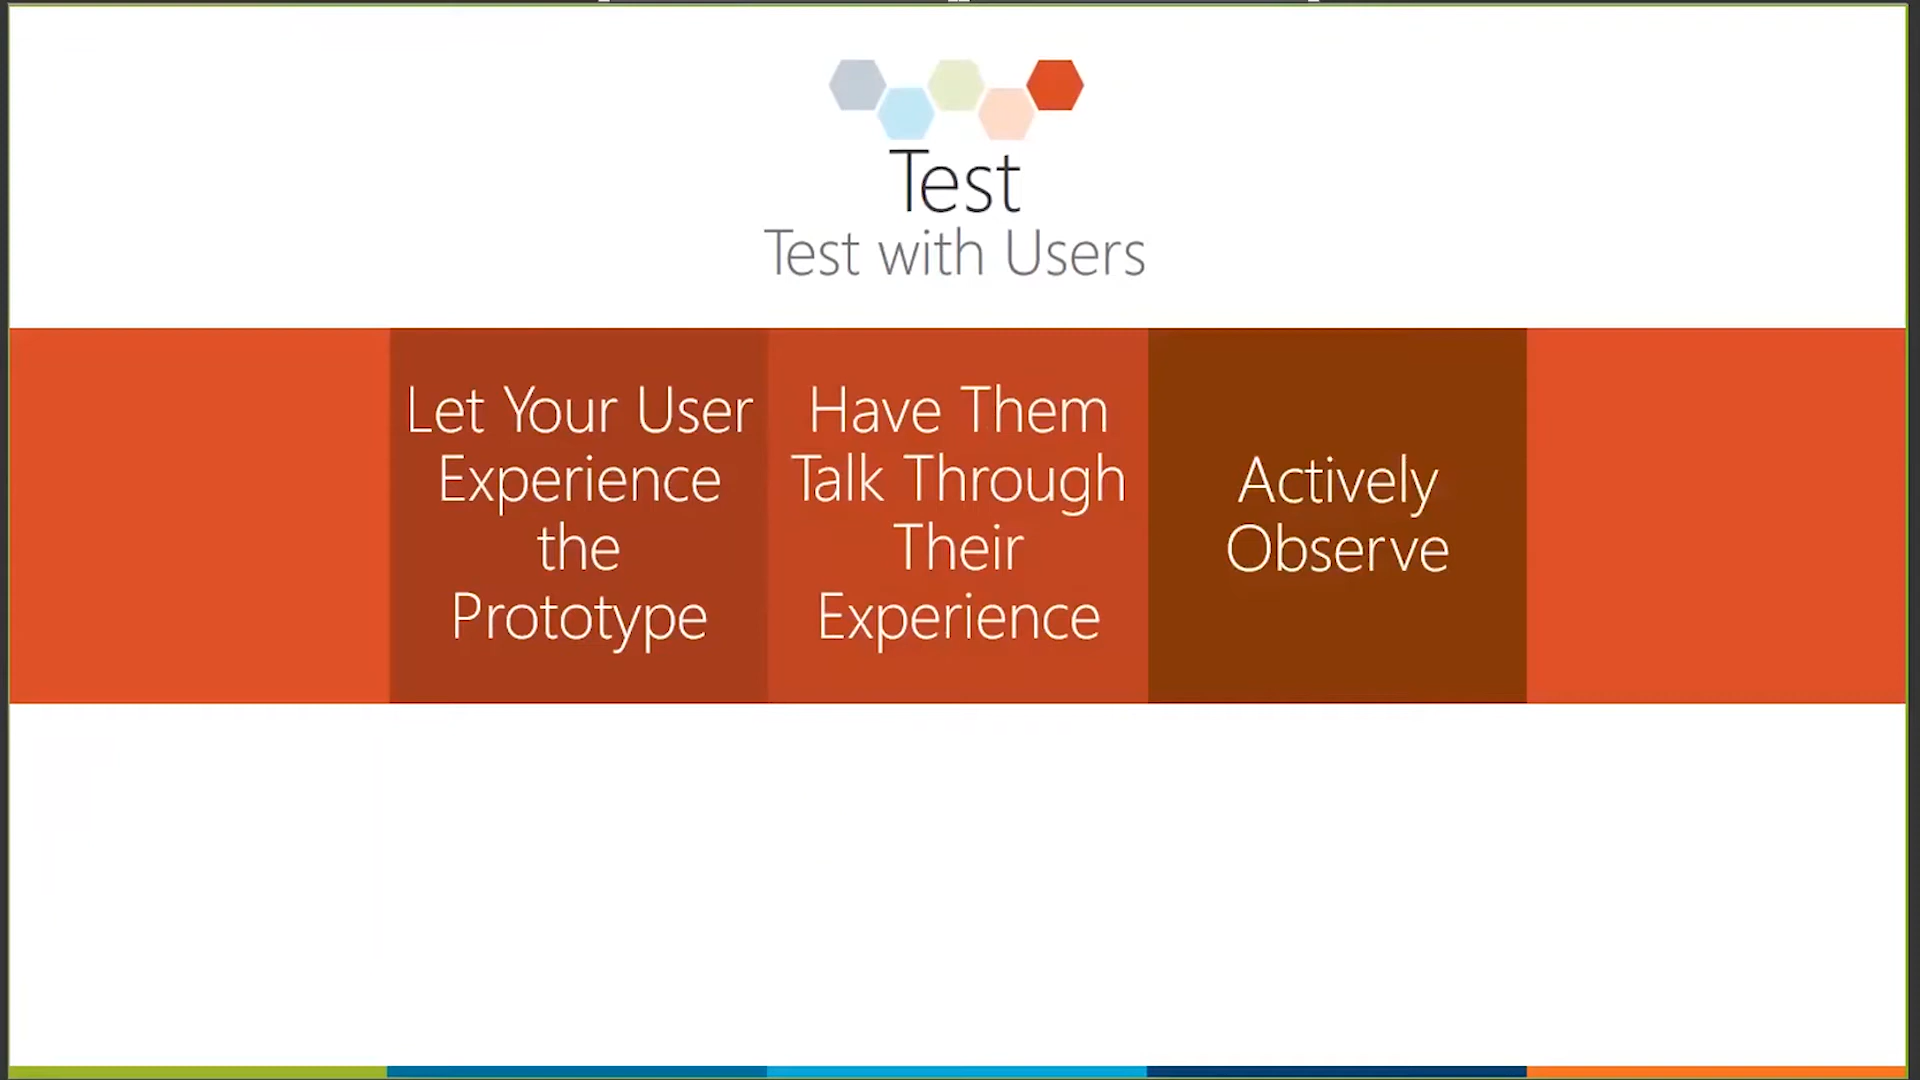 Test
Test with Users
Let Your User
Experience
the
Prototype
Have Them
Talk Through
Their
Experience
Actively
Observe